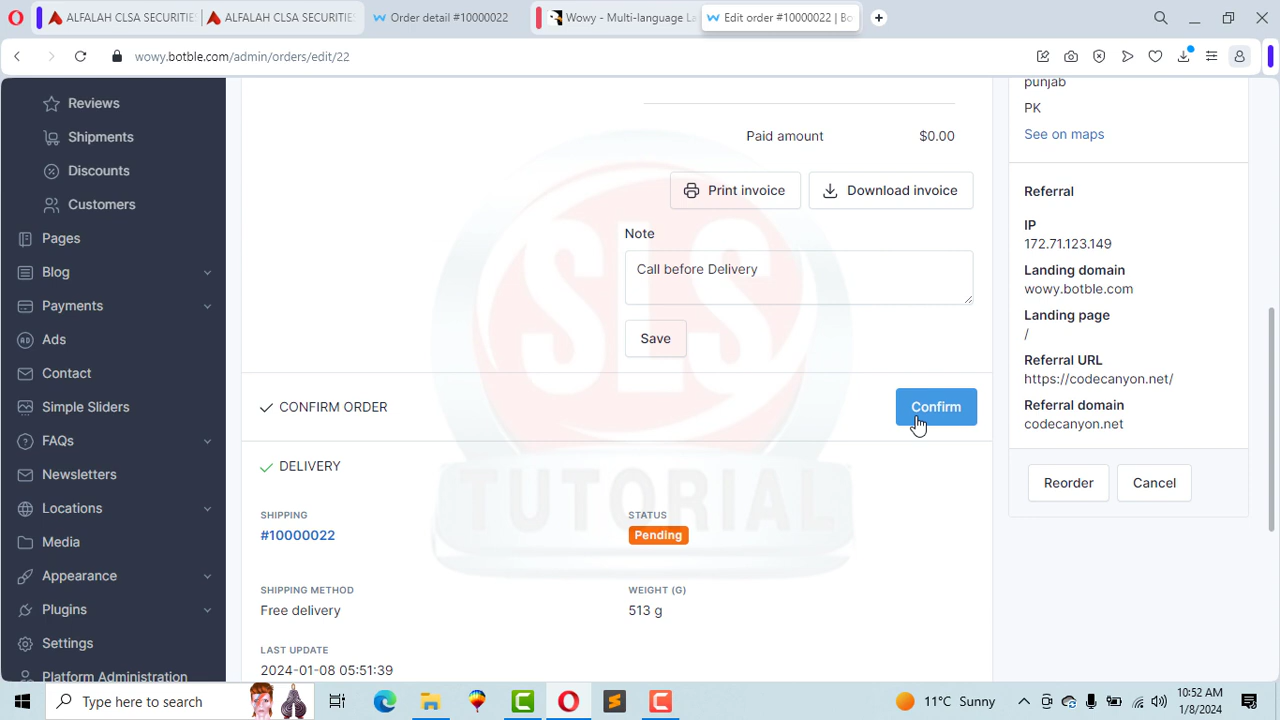 ALFALAH CLSA SECURITIES
ALFALAH CLSA SECURITIES
Order detail #10000022
Wowy - Multi-language La
Edit order #10000022 | Bo
wowy.botble.com/admin/orders/edit/22
Reviews
Shipments
Discounts
Customers
Pages
Blog
Payments
Ads
Contact
Simple Sliders
FAQs
Newsletters
Locations
Media
Appearance
Plugins
Settings
Platform Administration
Paid amount $0.00
Print invoice
Download invoice
Note
Call before Delivery
Save
CONFIRM ORDER
Confirm
DELIVERY
SHIPPING
#10000022
STATUS
Pending
SHIPPING METHOD
Free delivery
WEIGHT (G)
513 g
LAST UPDATE
2024-01-08 05:51:39
punjab
PK
See on maps
Referral
IP
172.71.123.149
Landing domain
wowy.botble.com
Landing page
/
Referral URL
https://codecanyon.net/
Referral domain
codecanyon.net
Reorder
Cancel
SLS
TUTORIAL
Type here to search
11°C Sunny
10:52 AM
1/8/2024